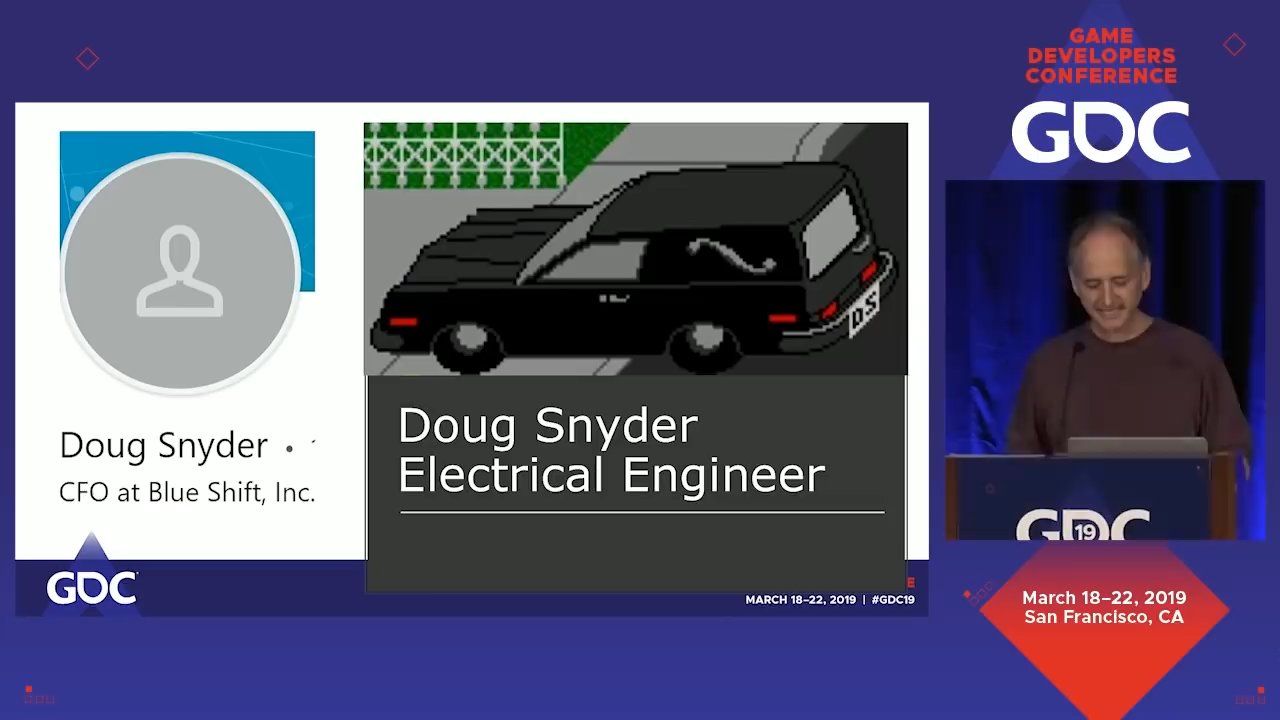 GAME
DEVELOPERS
CONFERENCE
GDC
D-S
Doug Snyder
Electrical Engineer
Doug Snyder •
CFO at Blue Shift, Inc.
GDC
E
MARCH 18–22, 2019 | #GDC19
GDC
19
March 18–22, 2019
San Francisco, CA